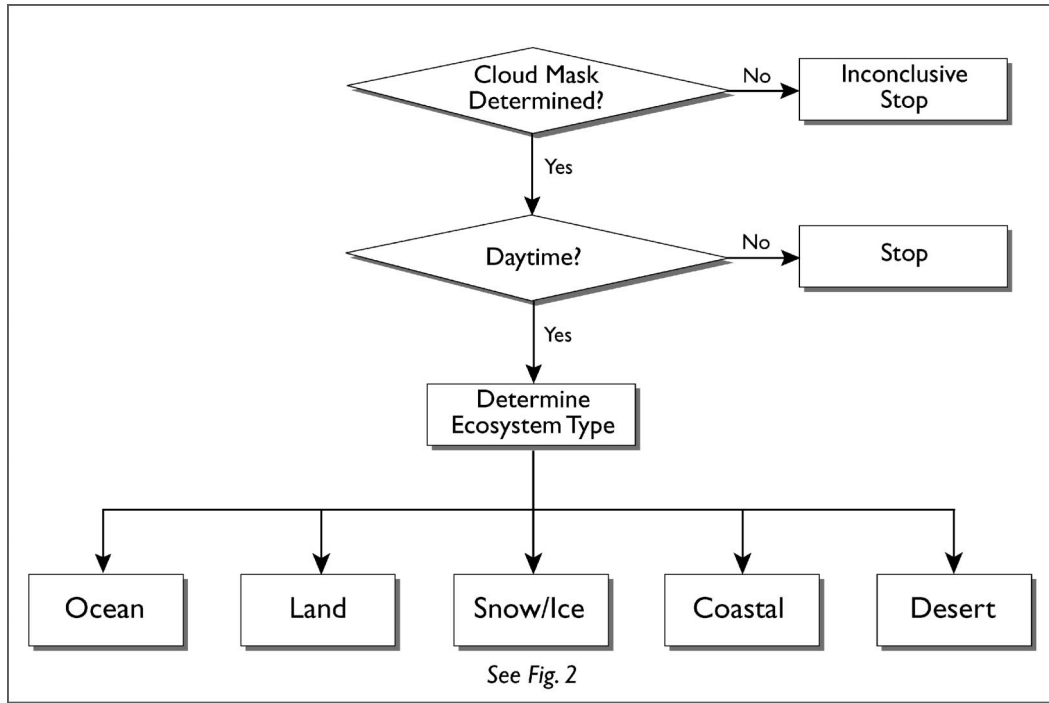 Cloud Mask
Determined?
No
Inconclusive
Stop
Yes
Daytime?
No
Stop
Yes
Determine
Ecosystem Type
Ocean
Land
Snow/Ice
Coastal
Desert
See Fig. 2